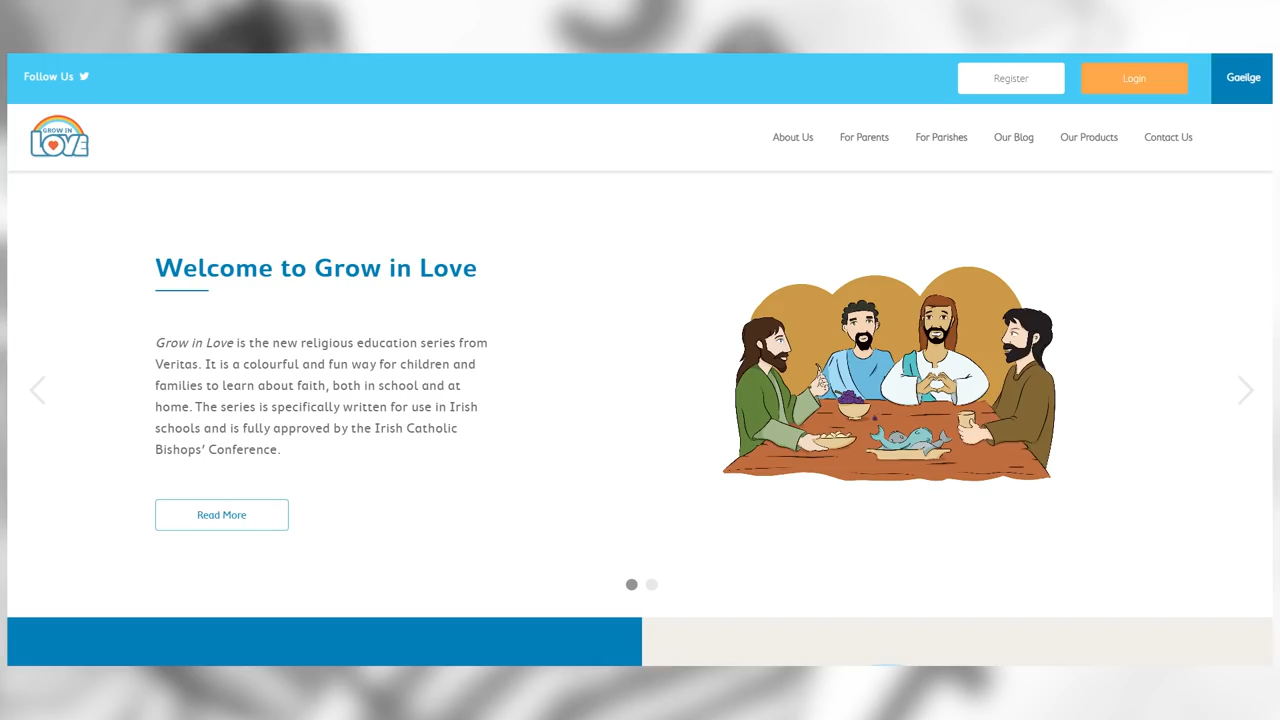 Follow Us
Register
Login
Gaeilge
GROW IN
LOVE
About Us
For Parents
For Parishes
Our Blog
Our Products
Contact Us
Welcome to Grow in Love
Grow in Love is the new religious education series from
Veritas. It is a colourful and fun way for children and
families to learn about faith, both in school and at
home. The series is specifically written for use in Irish
schools and is fully approved by the Irish Catholic
Bishops’ Conference.
Read More